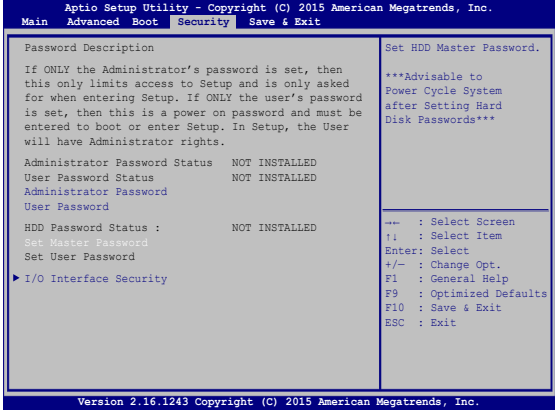 Aptio Setup Utility - Copyright (C) 2015 American Megatrends, Inc.
Main Advanced Boot Security Save & Exit
Password Description
If ONLY the Administrator's password is set, then
this only limits access to Setup and is only asked
for when entering Setup. If ONLY the user's password
is set, then this is a power on password and must be
entered to boot or enter Setup. In Setup, the User
will have Administrator rights.
Administrator Password Status NOT INSTALLED
User Password Status NOT INSTALLED
Administrator Password
User Password
HDD Password Status : NOT INSTALLED
Set Master Password
Set User Password
I/O Interface Security
Set HDD Master Password.
***Advisable to
Power Cycle System
after Setting Hard
Disk Passwords***
→← : Select Screen
↑↓ : Select Item
Enter: Select
+/— : Change Opt.
F1 : General Help
F9 : Optimized Defaults
F10 : Save & Exit
ESC : Exit
Version 2.16.1243 Copyright (C) 2015 American Megatrends, Inc.